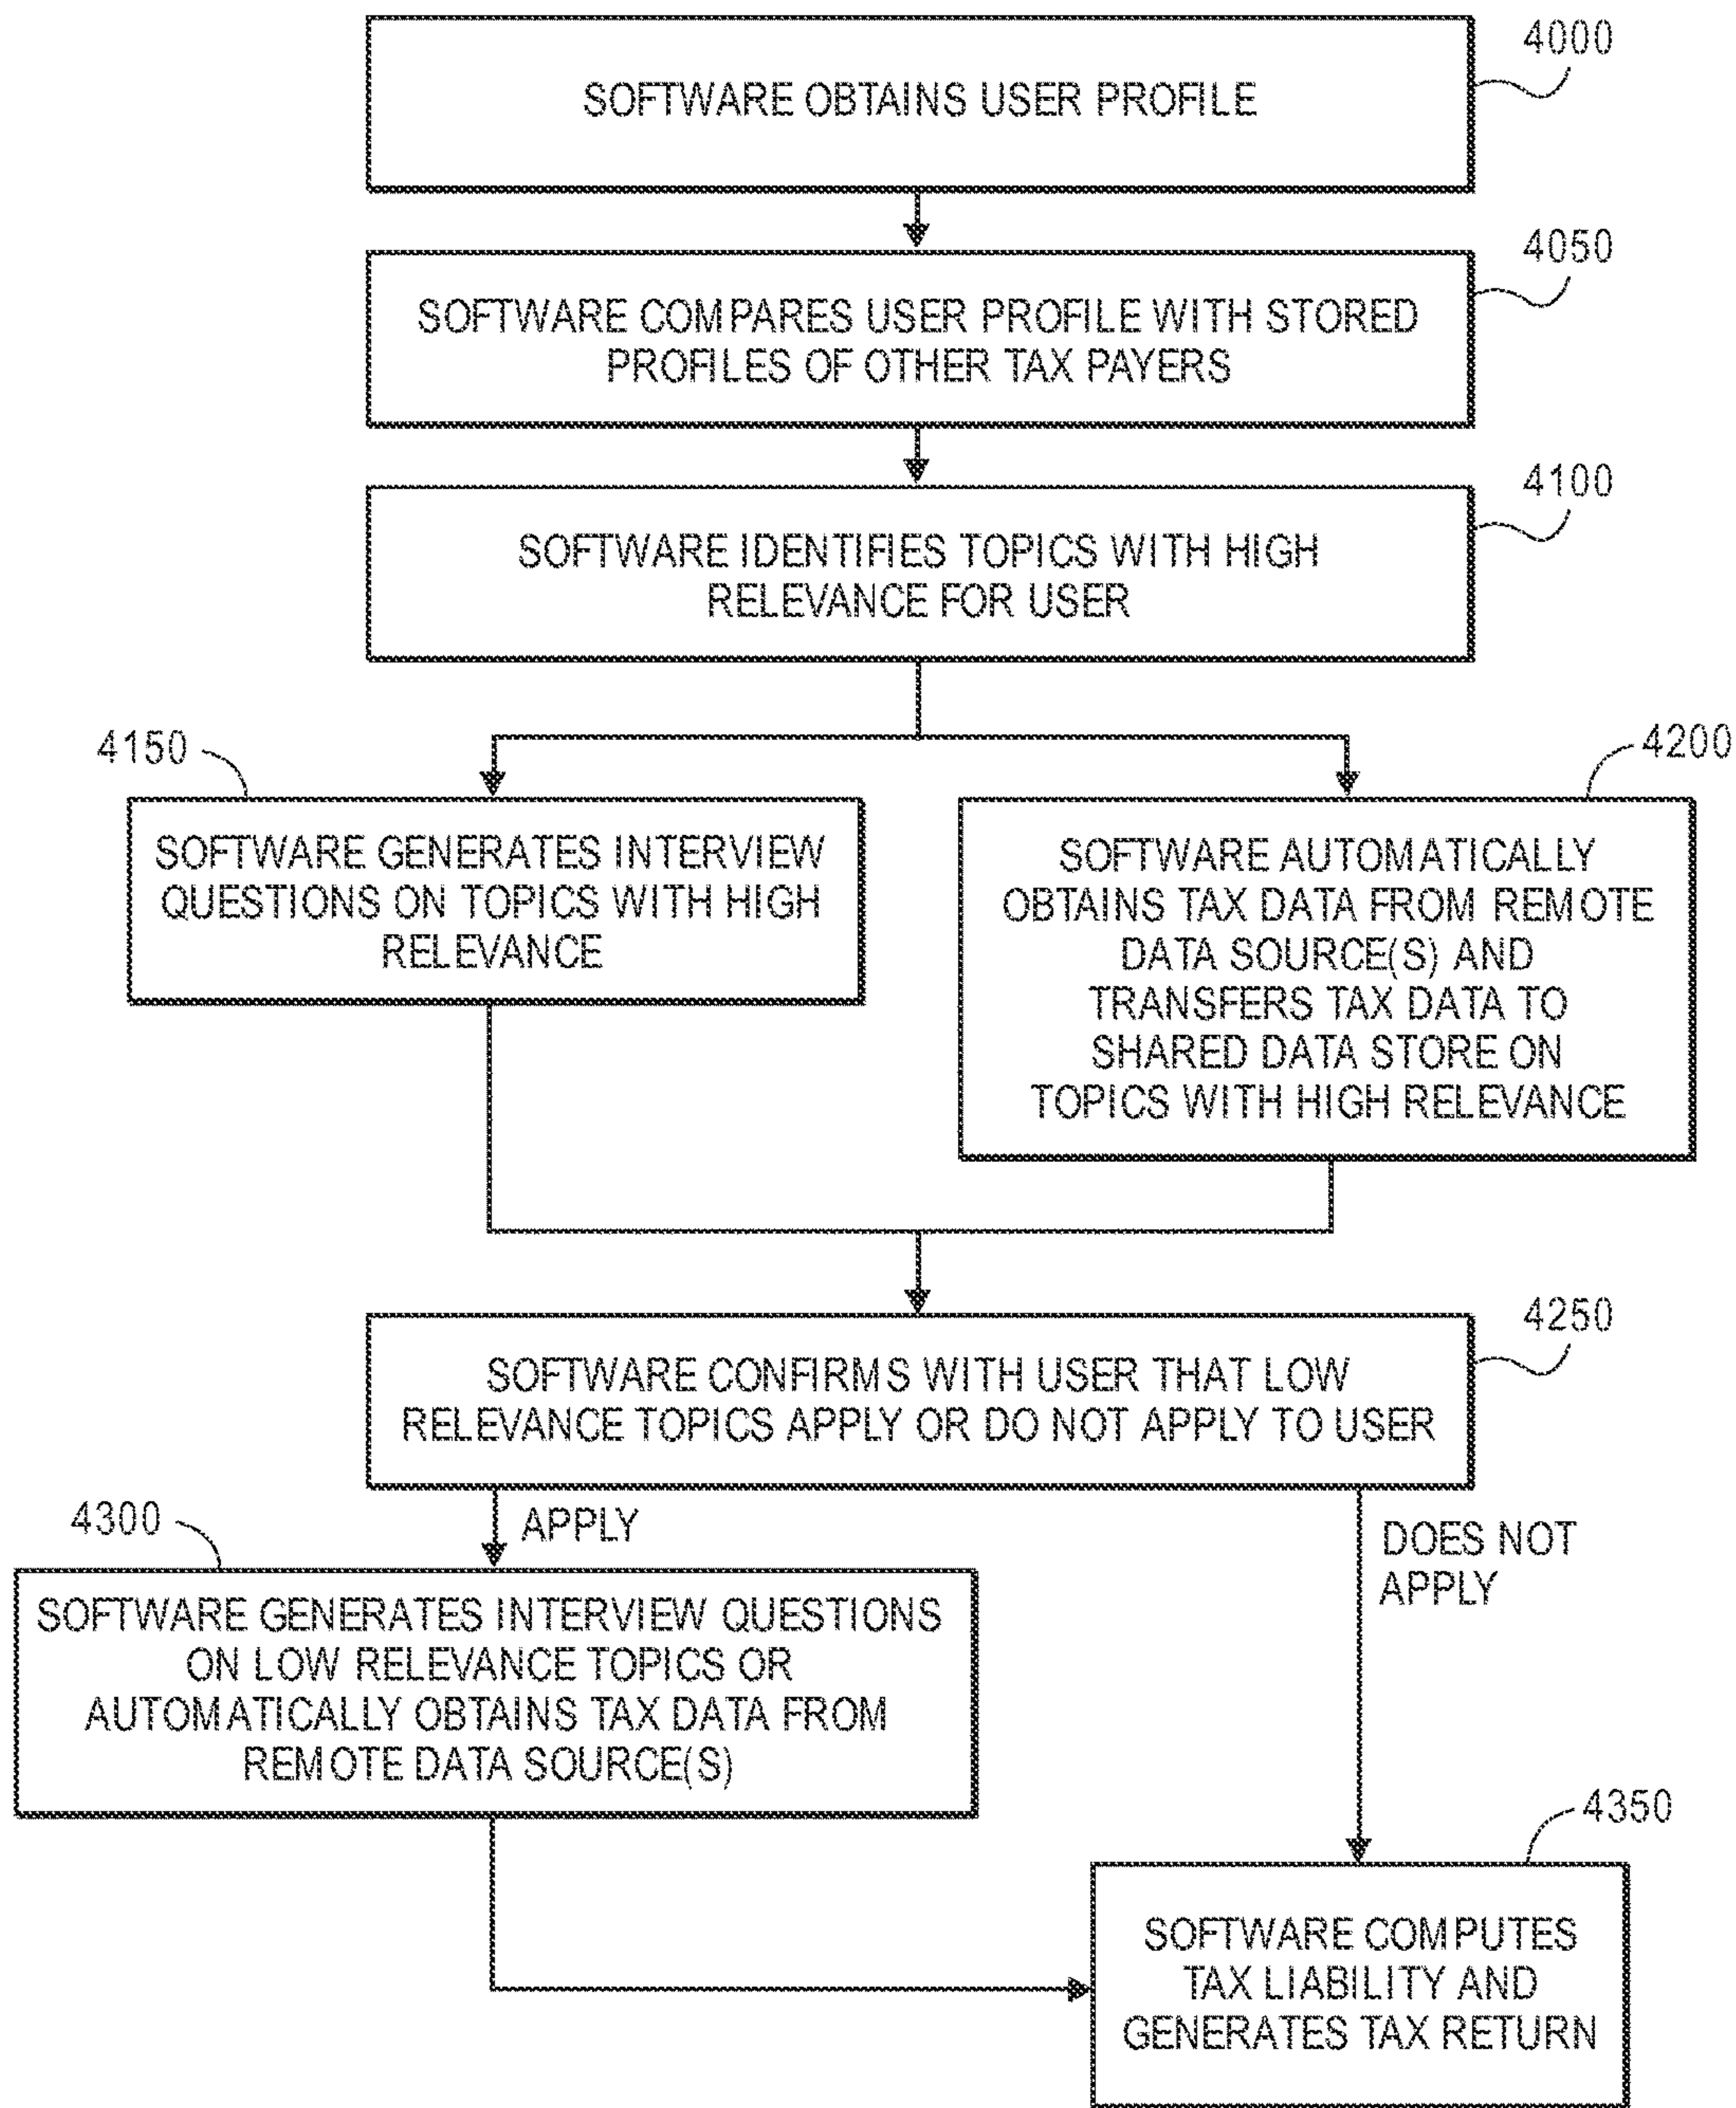 4000
SOFTWARE OBTAINS USER PROFILE
4050
SOFTWARE COMPARES USER PROFILE WITH STORED
PROFILES OF OTHER TAX PAYERS
4100
SOFTWARE IDENTIFIES TOPICS WITH HIGH
RELEVANCE FOR USER
4150
SOFTWARE GENERATES INTERVIEW
QUESTIONS ON TOPICS WITH HIGH
RELEVANCE
4200
SOFTWARE AUTOMATICALLY
OBTAINS TAX DATA FROM REMOTE
DATA SOURCE(S) AND
TRANSFERS TAX DATA TO
SHARED DATA STORE ON
TOPICS WITH HIGH RELEVANCE
4250
SOFTWARE CONFIRMS WITH USER THAT LOW
RELEVANCE TOPICS APPLY OR DO NOT APPLY TO USER
APPLY
DOES NOT
APPLY
4300
SOFTWARE GENERATES INTERVIEW QUESTIONS
ON LOW RELEVANCE TOPICS OR
AUTOMATICALLY OBTAINS TAX DATA FROM
REMOTE DATA SOURCE(S)
4350
SOFTWARE COMPUTES
TAX LIABILITY AND
GENERATES TAX RETURN